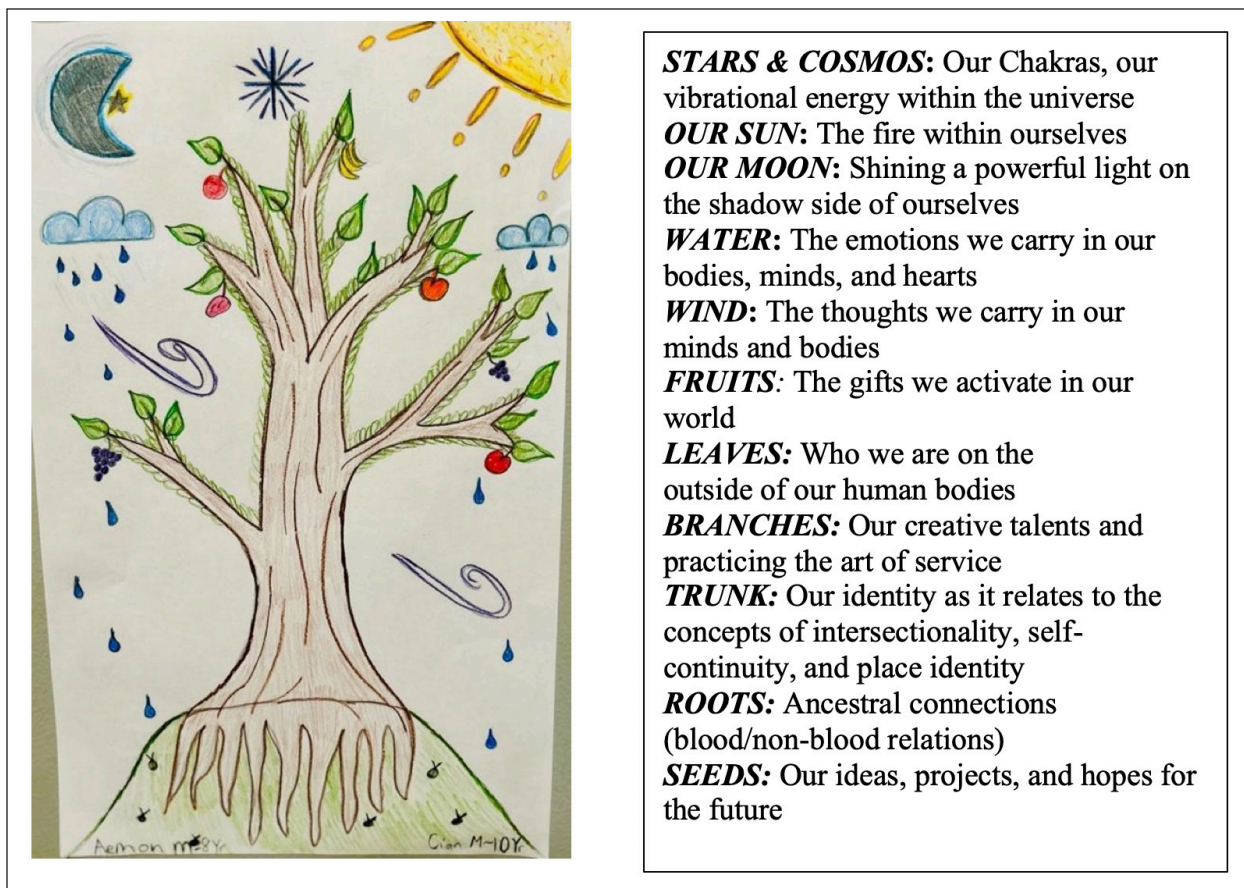 STARS & COSMOS: Our Chakras, our
vibrational energy within the universe
OUR SUN: The fire within ourselves
OUR MOON: Shining a powerful light on
the shadow side of ourselves
WATER: The emotions we carry in our
bodies, minds, and hearts
WIND: The thoughts we carry in our
minds and bodies
FRUITS: The gifts we activate in our
world
LEAVES: Who we are on the
outside of our human bodies
BRANCHES: Our creative talents and
practicing the art of service
TRUNK: Our identity as it relates to the
concepts of intersectionality, self-
continuity, and place identity
ROOTS: Ancestral connections
(blood/non-blood relations)
SEEDS: Our ideas, projects, and hopes for
the future
Aemon M-8Yr
Cian M-10Yr